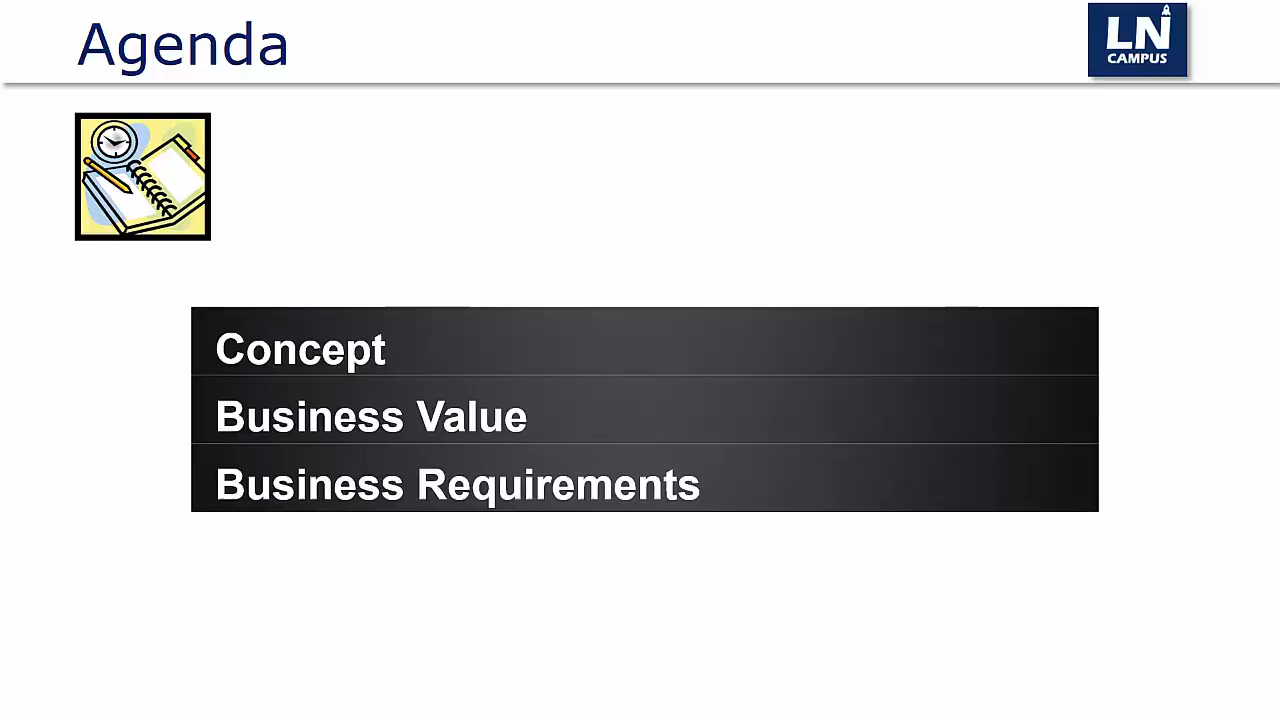 Agenda
LN
CAMPUS
Concept
Business Value
Business Requirements